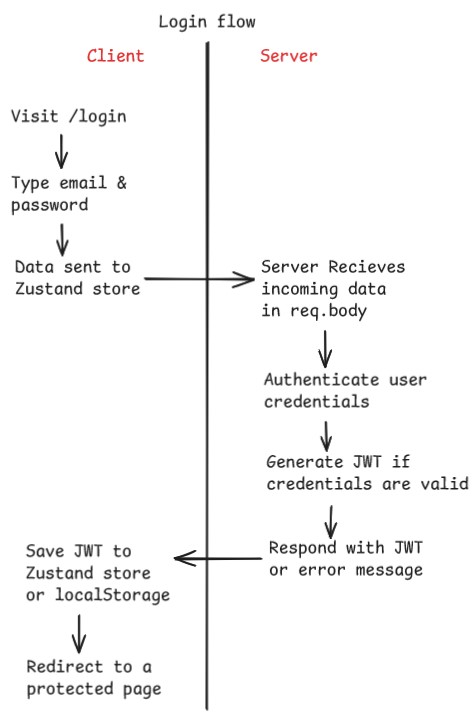 Login flow
Client
Server
Visit /login
Type email &
password
Data sent to
Zustand store
Server Recieves
incoming data
in req.body
Authenticate user
credentials
Generate JWT if
credentials are valid
Respond with JWT
or error message
Save JWT to
Zustand store
or localStorage
Redirect to a
protected page